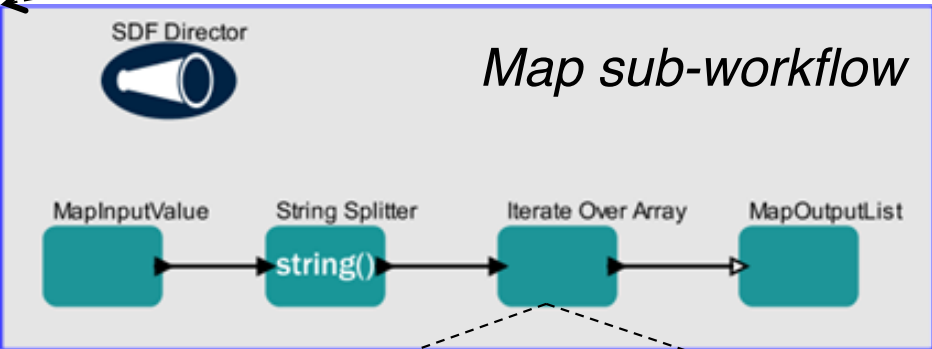 SDF Director
Map sub-workflow
MapInputValue
String Splitter
Iterate Over Array
MapOutputList
string()